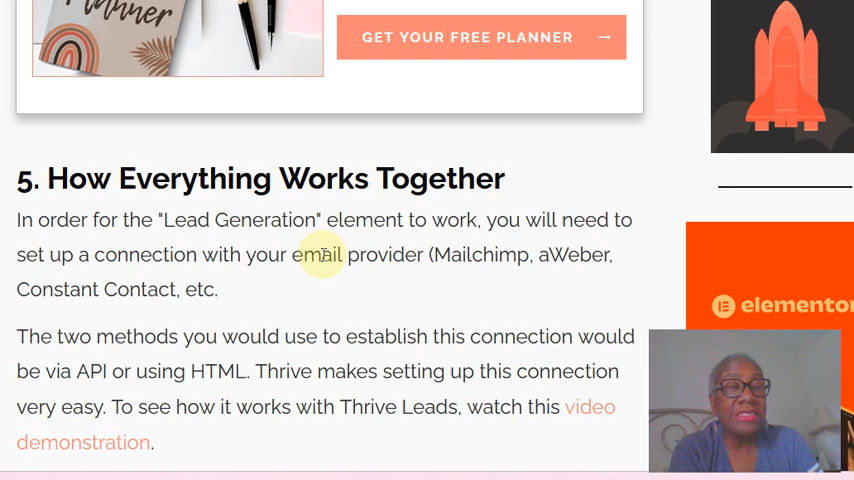 Planner
GET YOUR FREE PLANNER →
5. How Everything Works Together
In order for the "Lead Generation" element to work, you will need to
set up a connection with your email provider (Mailchimp, aWeber,
Constant Contact, etc.
The two methods you would use to establish this connection would
be via API or using HTML. Thrive makes setting up this connection
very easy. To see how it works with Thrive Leads, watch this video
demonstration.
elementor